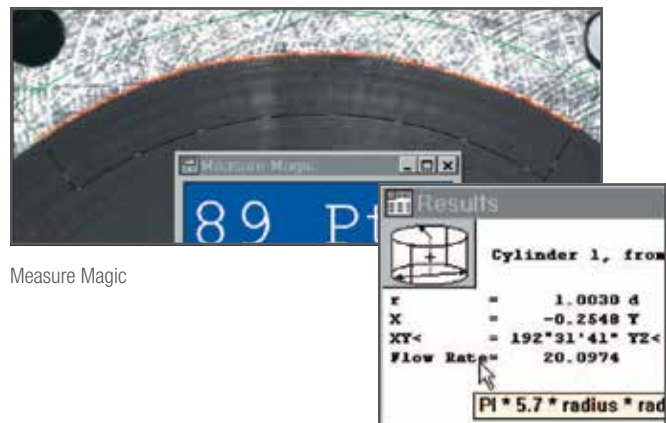 Measure Magic
89 Pt
Measure Magic
Results
Cylinder 1, from
r = 1.0030 d
X = -0.2548 Y
XY< = 192°31'41" YZ<
Flow Rate= 20.0974
PI * 5.7 * radius * rad